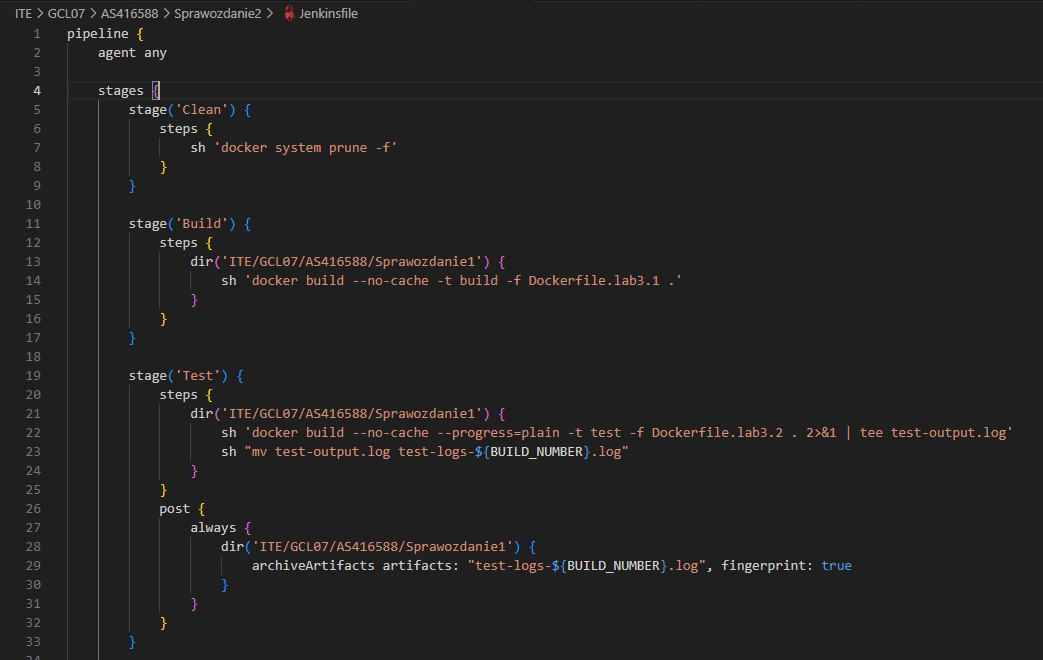 ITE > GCL07 > AS416588 > Sprawozdanie2 > Jenkinsfile
1 pipeline {
2     agent any
3
4     stages {
5         stage('Clean') {
6             steps {
7                 sh 'docker system prune -f'
8             }
9         }
10
11         stage('Build') {
12             steps {
13                 dir('ITE/GCL07/AS416588/Sprawozdanie1') {
14                     sh 'docker build --no-cache -t build -f Dockerfile.lab3.1 .'
15                 }
16             }
17         }
18
19         stage('Test') {
20             steps {
21                 dir('ITE/GCL07/AS416588/Sprawozdanie1') {
22                     sh 'docker build --no-cache --progress=plain -t test -f Dockerfile.lab3.2 . 2>&1 | tee test-output.log'
23                     sh "mv test-output.log test-logs-${BUILD_NUMBER}.log"
24                 }
25             }
26             post {
27                 always {
28                     dir('ITE/GCL07/AS416588/Sprawozdanie1') {
29                         archiveArtifacts artifacts: "test-logs-${BUILD_NUMBER}.log", fingerprint: true
30                     }
31                 }
32             }
33         }
34